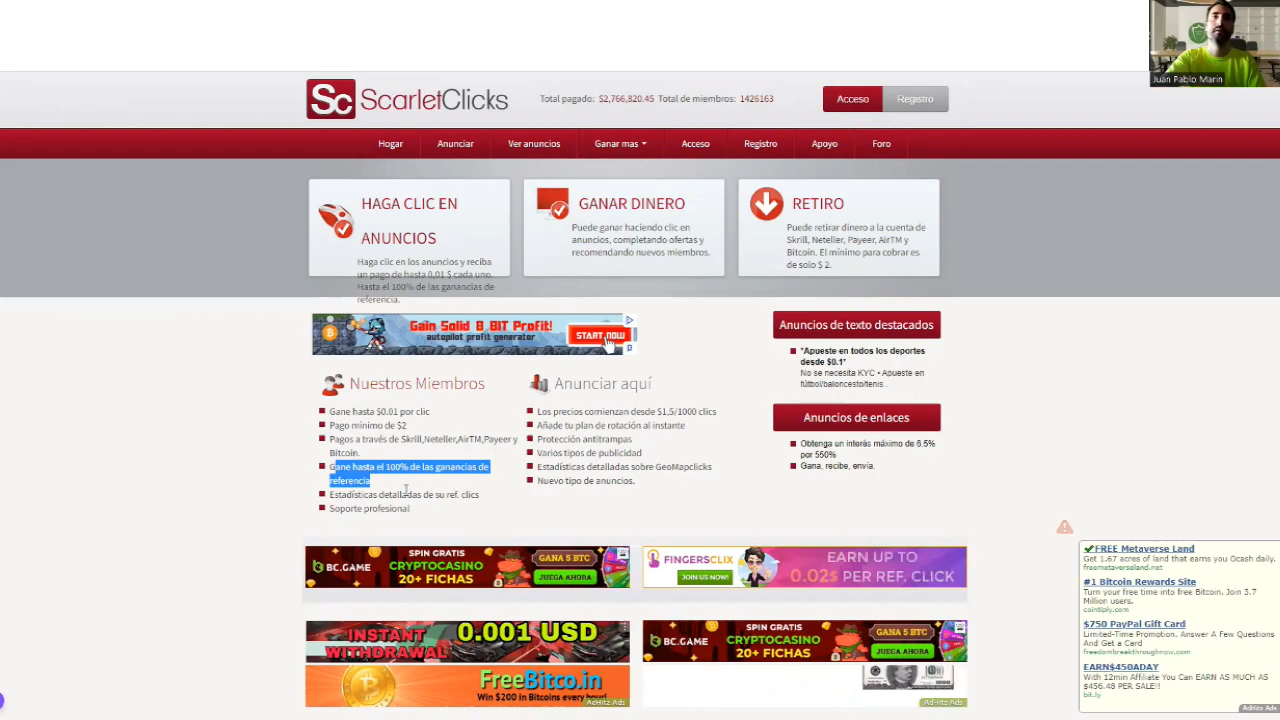 Juan Pablo Marin
Sc ScarletClicks
Total pagado: $2,766,820.45 Total de miembros: 1426163
Acceso
Registro
Hogar
Anunciar
Ver anuncios
Ganar mas
Acceso
Registro
Apoyo
Foro
HAGA CLIC EN
ANUNCIOS
Haga clic en los anuncios y reciba
un pago de hasta 0,01 $ cada uno.
Hasta el 100% de las ganancias de
referencia.
GANAR DINERO
Puede ganar haciendo clic en
anuncios, completando ofertas y
recomendando nuevos miembros.
RETIRO
Puede retirar dinero a la cuenta de
Skrill, Neteller, Payeer, AirTM y
Bitcoin. El mínimo para cobrar es
de solo $ 2.
Gain Solid 8 BIT Profit!
autopilot profit generator
START NOW
Nuestros Miembros
Gane hasta $0.01 por clic
Pago mínimo de $2
Pagos a través de Skrill,Neteller,AirTM,Payeer y
Bitcoin.
Gane hasta el 100% de las ganancias de
referencia
Estadísticas detalladas de su ref. clics
Soporte profesional
Anunciar aquí
Los precios comienzan desde $1,5/1000 clics
Añade tu plan de rotación al instante
Protección antitrampas
Varios tipos de publicidad
Estadísticas detalladas sobre GeoMapclicks
Nuevo tipo de anuncios.
Anuncios de texto destacados
*Apueste en todos los deportes
desde $0.1*
No se necesita KYC • Apueste en
fútbol/baloncesto/tenis..
Anuncios de enlaces
Obtenga un interés máximo de 6.5%
por 550%
Gana, recibe, envía.
BC.GAME
SPIN GRATIS
CRYPTOCASINO
20+ FICHAS
GANA 5 BTC
JUEGA AHORA
FINGERSCLIX
JOIN US NOW!
EARN UP TO
0.02$ PER REF. CLICK
INSTANT
WITHDRAWAL
0.001 USD
BC.GAME
SPIN GRATIS
CRYPTOCASINO
20+ FICHAS
GANA 5 BTC
JUEGA AHORA
FreeBitco.in
Win $200 in Bitcoins every hour!
AdHitz Ads
AdHitz Ads
FREE Metaverse Land
Get 1.67 acres of land that earns you Ocash daily.
freemetaverseland.net
#1 Bitcoin Rewards Site
Turn your free time into free Bitcoin. Join 3.7
Million users.
cointiply.com
$750 PayPal Gift Card
Limited-Time Promotion. Answer A Few Questions
And Get a Card
freedombreakthroughnow.com
EARN$450ADAY
With 12min Affiliate You Can EARN AS MUCH AS
$456.48 PER SALE!!
bit.ly
AdHitz Ads